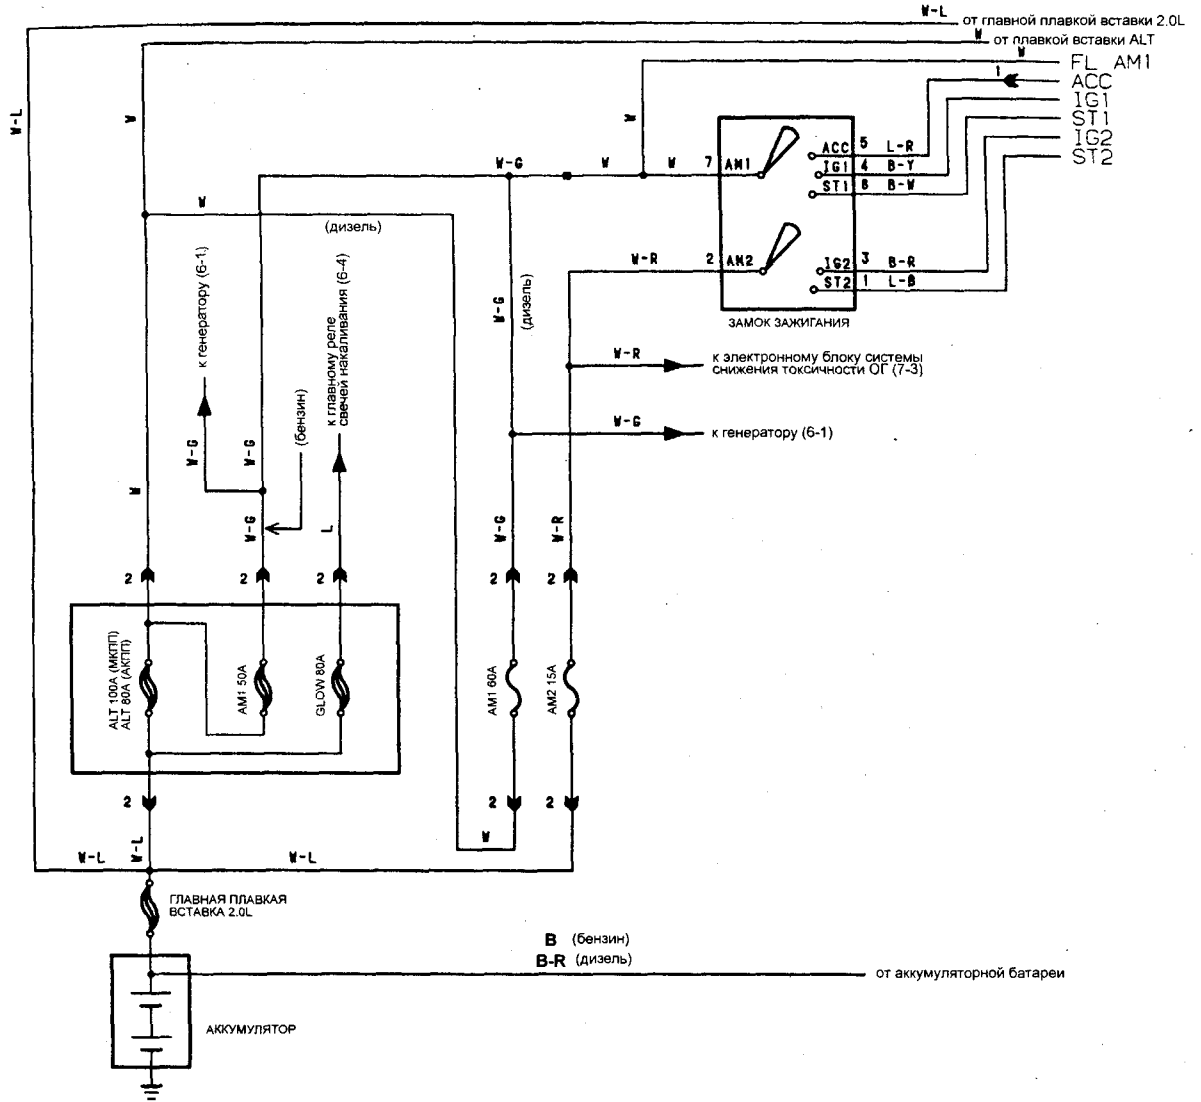 W-L
от главной плавкой вставки 2.0L
W
от плавкой вставки ALT
W
FL AM1
1
ACC
IG1
ST1
IG2
ST2
W-L
W
W
W-G
W
W
7
AM1
ACC
5
L-R
IG1
4
B-Y
ST1
6
B-W
W
(дизель)
W-R
2
AM2
IG2
3
B-R
ST2
1
L-B
ЗАМОК ЗАЖИГАНИЯ
к генератору (6-1)
к главному реле
свечей накаливания (6-4)
W-G
(дизель)
W-R
к электронному блоку системы
снижения токсичности ОГ (7-3)
W-G
к генератору (6-1)
(бензин)
W-G
W-G
W
W-G
L
W-G
W-R
2
2
2
2
2
ALT 100A (МКПП)
ALT 80A (АКПП)
AM1 50A
GLOW 80A
AM1 60A
AM2 15A
2
2
2
W
W-L
W-L
W-L
ГЛАВНАЯ ПЛАВКАЯ
ВСТАВКА 2.0L
B (бензин)
B-R (дизель)
от аккумуляторной батареи
АККУМУЛЯТОР